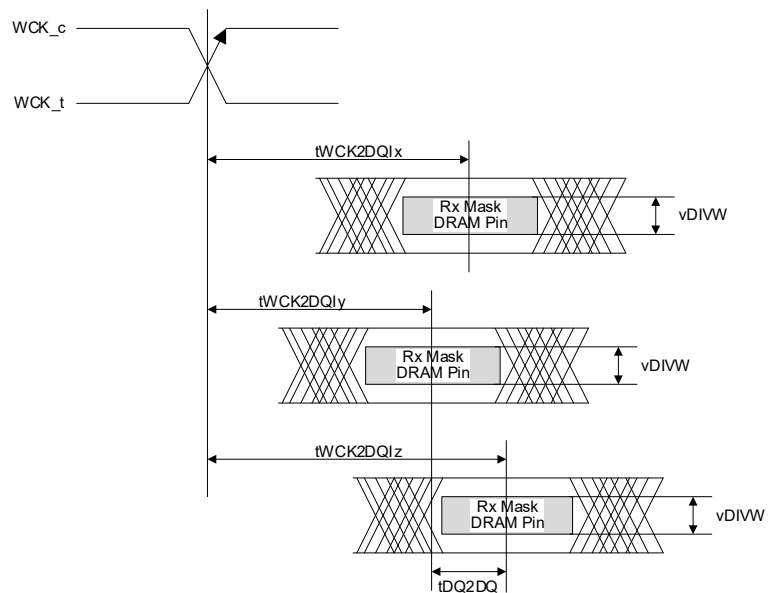 WCK_c
WCK_t
tWCK2DQIx
Rx Mask
DRAM Pin
vDIVW
tWCK2DQIy
Rx Mask
DRAM Pin
vDIVW
tWCK2DQIz
Rx Mask
DRAM Pin
vDIVW
tDQ2DQ